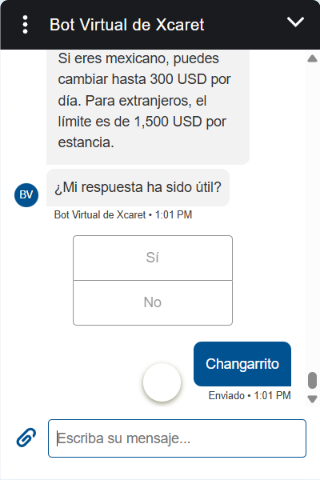 Bot Virtual de Xcaret
Si eres mexicano, puedes
cambiar hasta 300 USD por
día. Para extranjeros, el
límite es de 1,500 USD por
estancia.
¿Mi respuesta ha sido útil?
BV
Bot Virtual de Xcaret • 1:01 PM
Sí
No
Changarrito
Enviado • 1:01 PM
Escriba su mensaje...